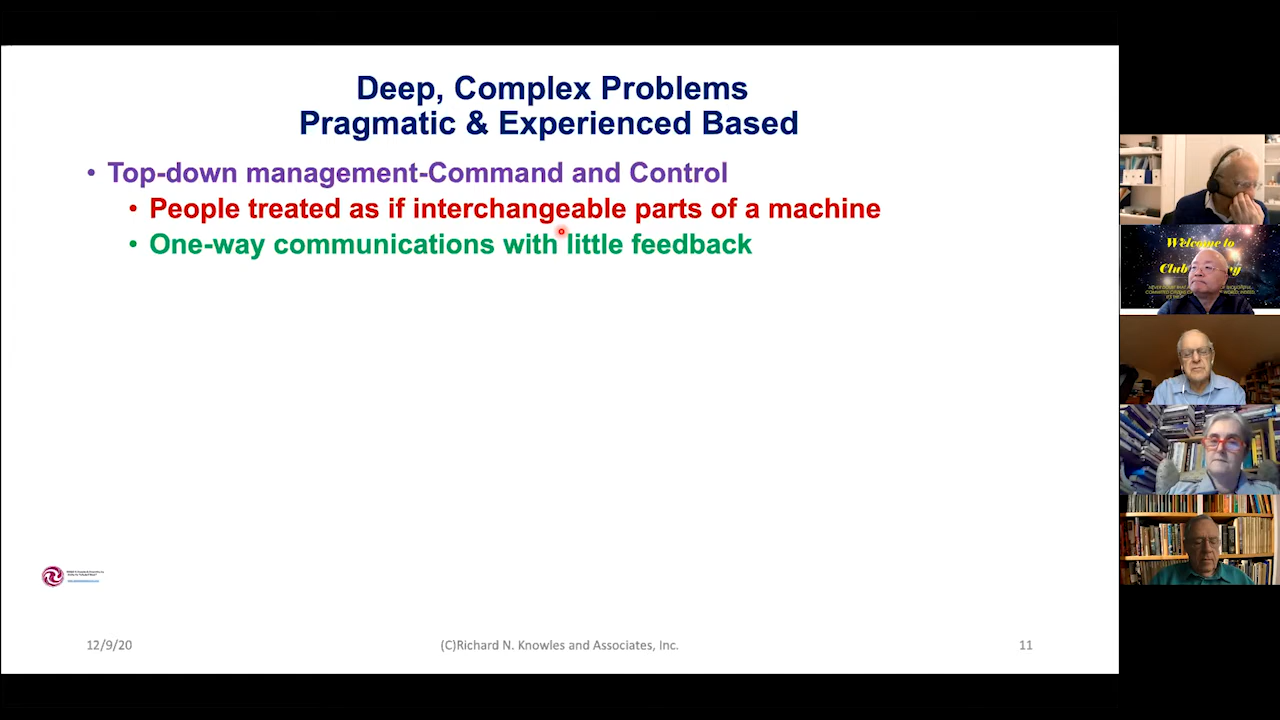 Deep, Complex Problems
Pragmatic & Experienced Based
• Top-down management-Command and Control
• People treated as if interchangeable parts of a machine
• One-way communications with little feedback
12/9/20
(C)Richard N. Knowles and Associates, Inc.
11
Welcome to
Club